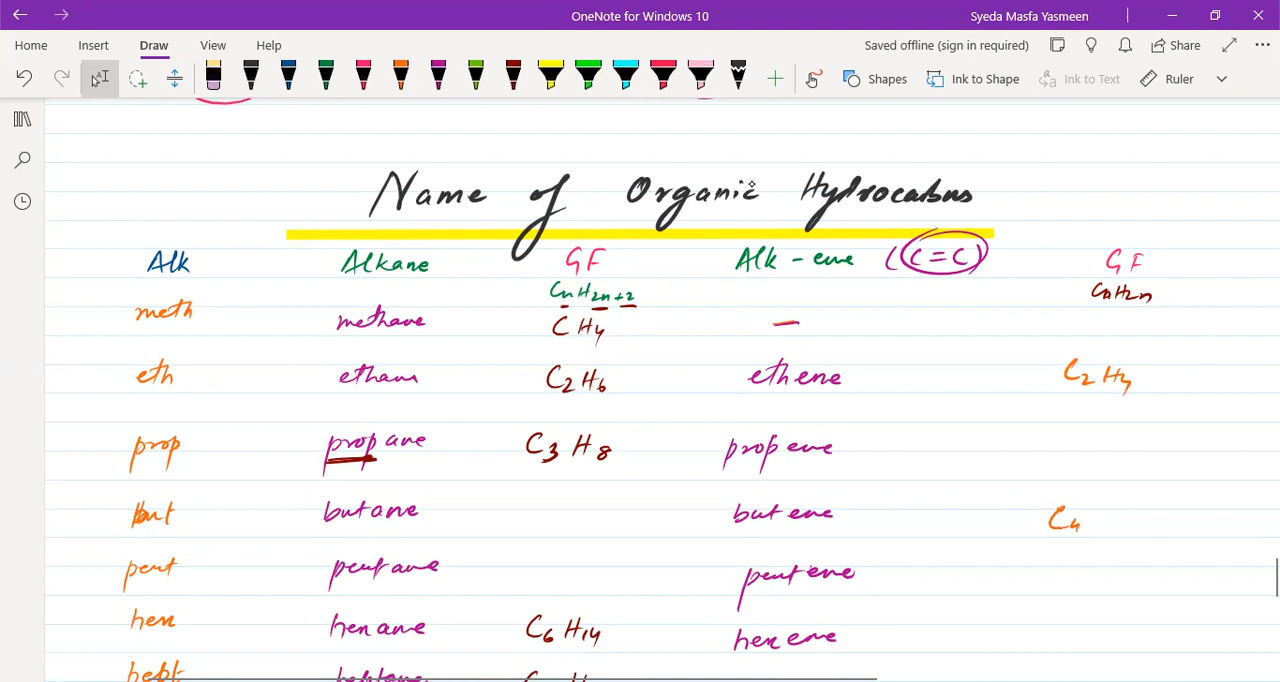 OneNote for Windows 10
Syeda Masfa Yasmeen
Home Insert Draw View Help
Saved offline (sign in required) Share
Shapes Ink to Shape Ink to Text Ruler
Name of Organic Hydrocarbons
Alk Alkane GF Alk - ene (C=C) GF
CnH2n+2 CnH2n
meth methane CH4 -
eth ethane C2H6 ethene C2H4
prop propane C3H8 propene
but butane butene C4
pent pentane pentene
hex hexane C6H14 hexene
hept heptane